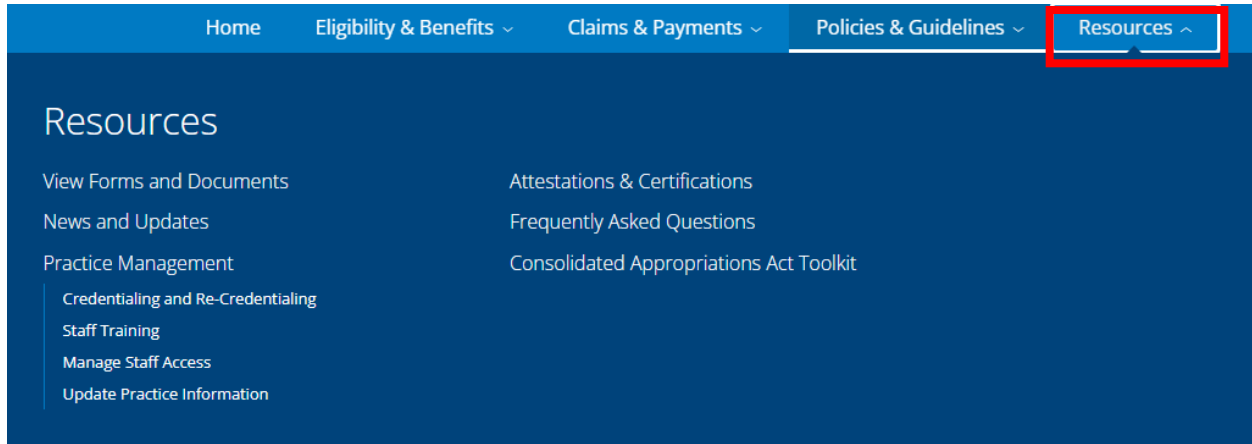 Home Eligibility & Benefits Claims & Payments Policies & Guidelines Resources
Resources
View Forms and Documents
News and Updates
Practice Management
Credentialing and Re-Credentialing
Staff Training
Manage Staff Access
Update Practice Information
Attestations & Certifications
Frequently Asked Questions
Consolidated Appropriations Act Toolkit